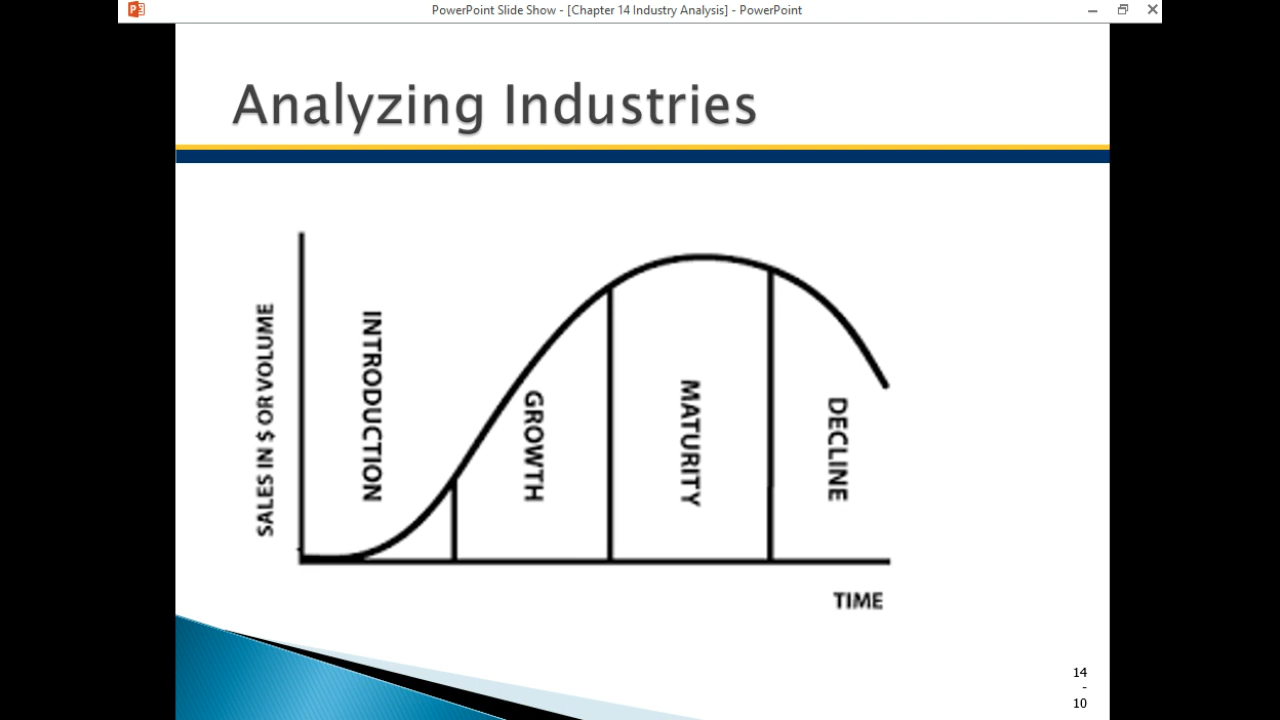 PowerPoint Slide Show - [Chapter 14 Industry Analysis] - PowerPoint
Analyzing Industries
SALES IN $ OR VOLUME
INTRODUCTION
GROWTH
MATURITY
DECLINE
TIME
14
-
10